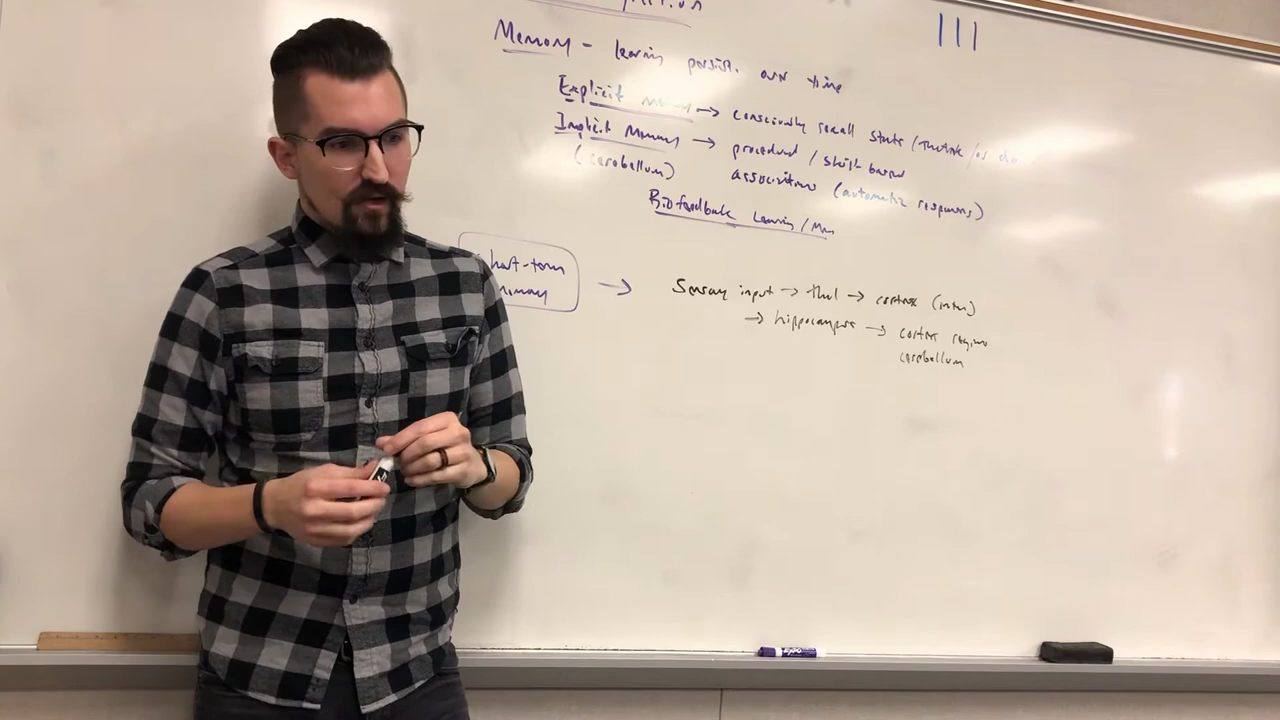 Memory - learning persist. over time
Explicit Memory → consciously recall
Implicit Memory → procedural / skill based
(cerebellum) associations (automatic responses)
Biofeedback Learning / Mem
Short-term → Sensory input → thal → cortex
memory → hippocampus → cortex regions
cerebellum
EXPO